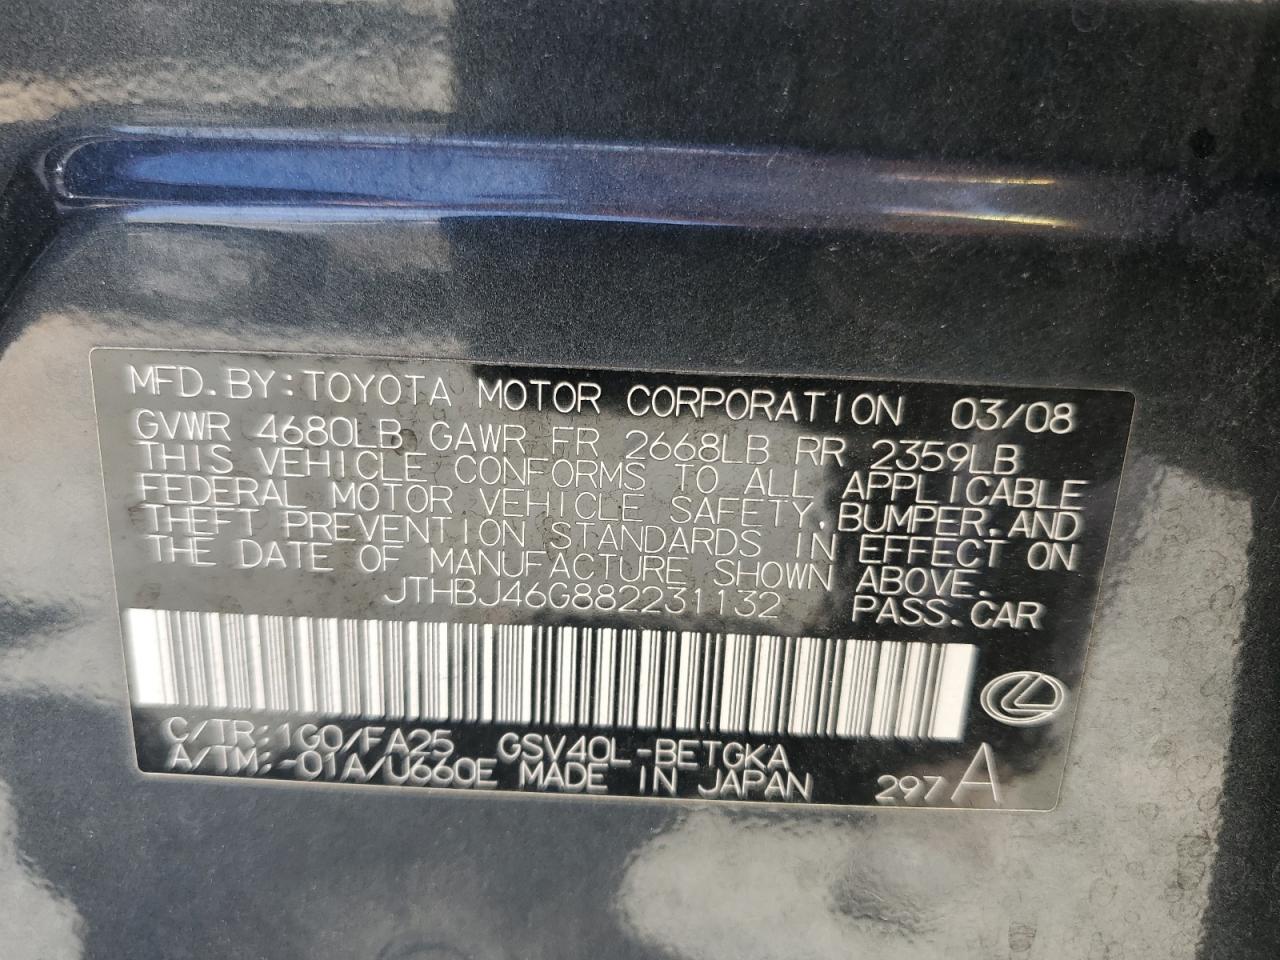 MFD.BY:TOYOTA MOTOR CORPORATION 03/08
GVWR 4680LB GAWR FR 2668LB RR 2359LB
THIS VEHICLE CONFORMS TO ALL APPLICABLE
FEDERAL MOTOR VEHICLE SAFETY,BUMPER,AND
THEFT PREVENTION STANDARDS IN EFFECT ON
THE DATE OF MANUFACTURE SHOWN ABOVE.
JTHBJ46G882231132 PASS.CAR
C/TR:1G0/FA25 GSV40L-BETGKA
A/TM:-01A/U660E MADE IN JAPAN 297 A